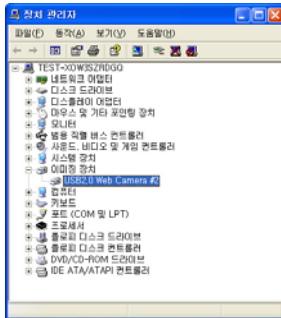 장치 관리자
파일(F) 동작(A) 보기(V) 도움말(H)
TEST-X0W3SZRDGQ
네트워크 어댑터
디스크 드라이브
디스플레이 어댑터
마우스 및 기타 포인팅 장치
모니터
범용 직렬 버스 컨트롤러
사운드, 비디오 및 게임 컨트롤러
시스템 장치
이미징 장치
USB2.0 Web Camera #2
컴퓨터
키보드
포트 (COM 및 LPT)
프로세서
플로피 디스크 드라이브
플로피 디스크 컨트롤러
DVD/CD-ROM 드라이브
IDE ATA/ATAPI 컨트롤러